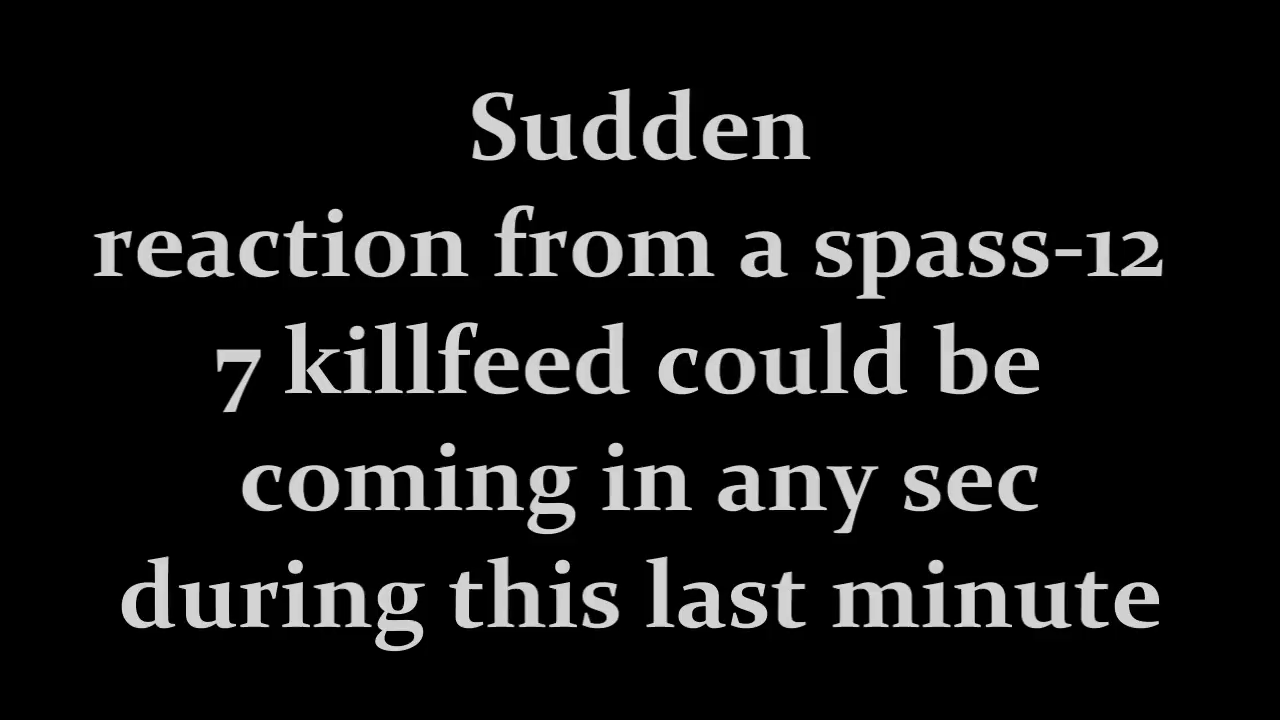 Sudden
reaction from a spass-12
7 killfeed could be
coming in any sec
during this last minute